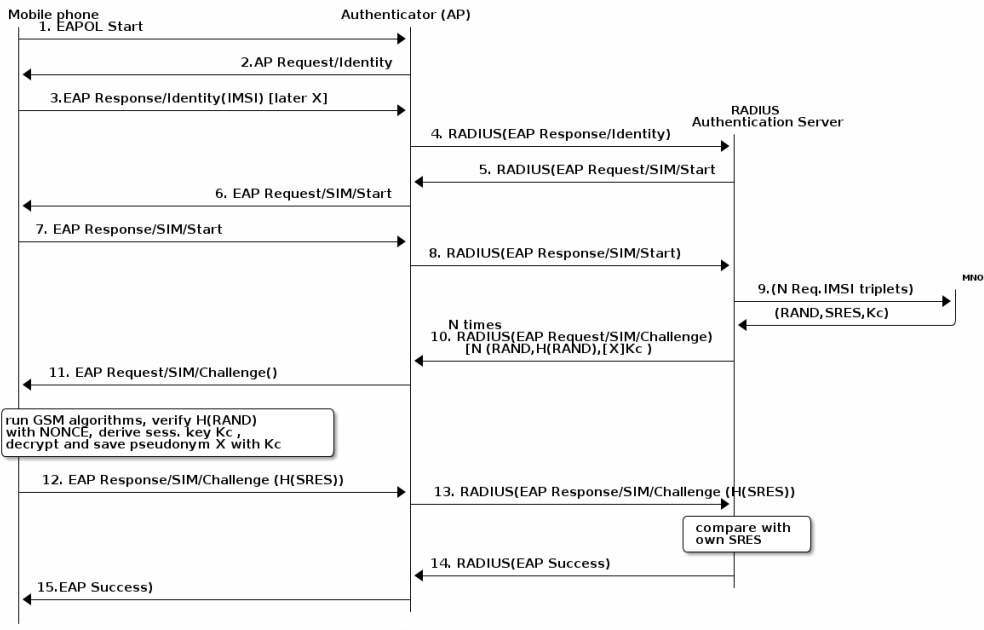 Mobile phone
Authenticator (AP)
1. EAPOL Start
2.AP Request/Identity
3.EAP Response/Identity(IMSI) [later X]
RADIUS
Authentication Server
4. RADIUS(EAP Response/Identity)
5. RADIUS(EAP Request/SIM/Start
6. EAP Request/SIM/Start
7. EAP Response/SIM/Start
8. RADIUS(EAP Response/SIM/Start)
MNO
9.(N Req.IMSI triplets)
(RAND,SRES,Kc)
N times
10. RADIUS(EAP Request/SIM/Challenge)
[N (RAND,H(RAND),[X]Kc )
11. EAP Request/SIM/Challenge()
run GSM algorithms, verify H(RAND)
with NONCE, derive sess. key Kc ,
decrypt and save pseudonym X with Kc
12. EAP Response/SIM/Challenge (H(SRES))
13. RADIUS(EAP Response/SIM/Challenge (H(SRES))
compare with
own SRES
14. RADIUS(EAP Success)
15.EAP Success)